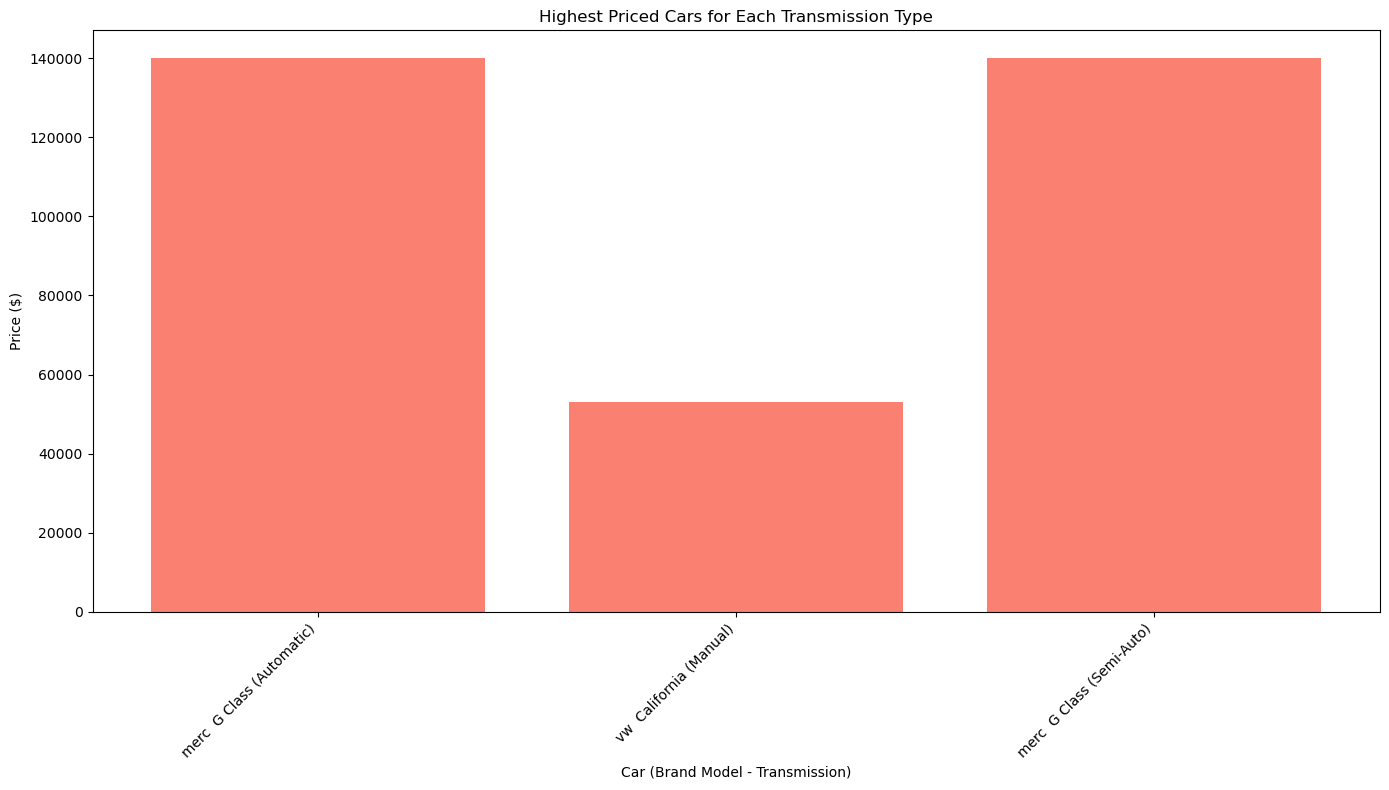 Highest Priced Cars for Each Transmission Type
Price ($)
140000
120000
100000
80000
60000
40000
20000
0
merc  G Class (Automatic)
vw  California (Manual)
merc  G Class (Semi-Auto)
Car (Brand Model - Transmission)